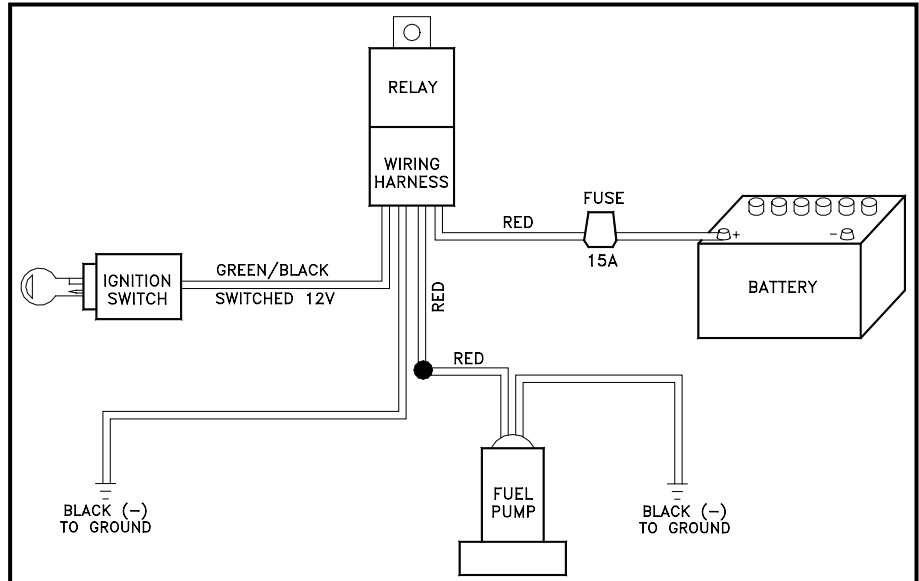 RELAY
WIRING
HARNESS
FUSE
RED
15A
+
-
BATTERY
IGNITION
SWITCH
GREEN/BLACK
SWITCHED 12V
RED
RED
FUEL
PUMP
BLACK (-)
TO GROUND
BLACK (-)
TO GROUND